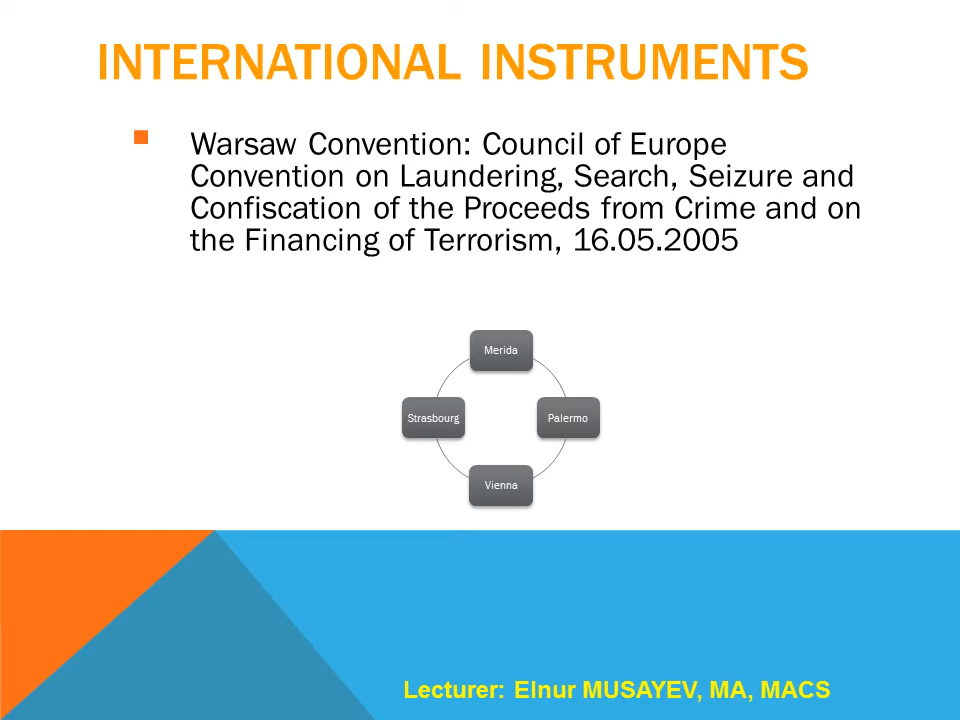 INTERNATIONAL INSTRUMENTS
Warsaw Convention: Council of Europe
Convention on Laundering, Search, Seizure and
Confiscation of the Proceeds from Crime and on
the Financing of Terrorism, 16.05.2005
Merida
Strasbourg
Palermo
Vienna
Lecturer: Elnur MUSAYEV, MA, MACS